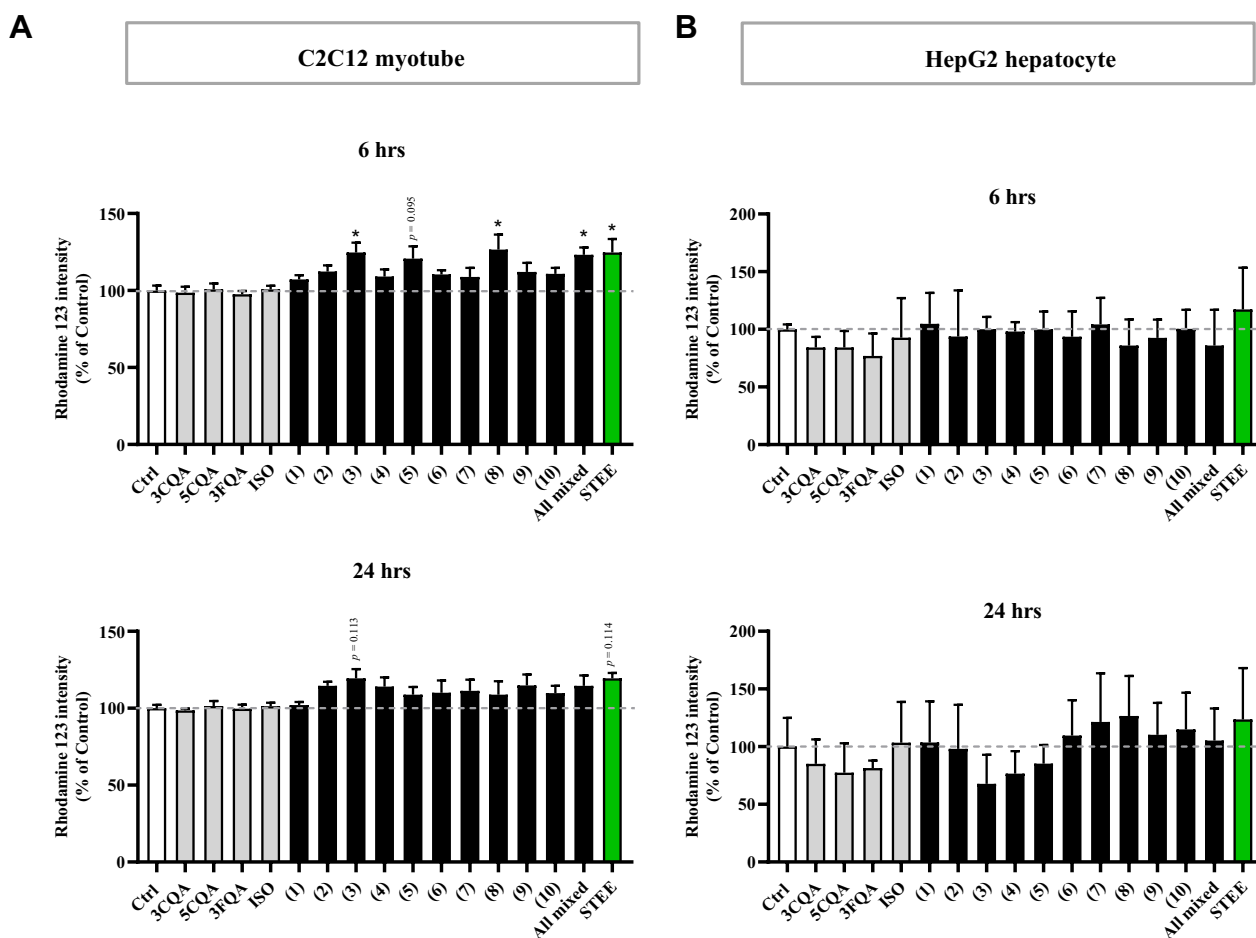 A
C2C12 myotube
6 hrs
Rhodamine 123 intensity
(% of Control)
150
100
50
0
*
p = 0.095
*
*
*
Ctrl
3CQA
5CQA
3FQA
ISO
(1)
(2)
(3)
(4)
(5)
(6)
(7)
(8)
(9)
(10)
All mixed
STEE
24 hrs
Rhodamine 123 intensity
(% of Control)
150
100
50
0
p = 0.113
p = 0.114
Ctrl
3CQA
5CQA
3FQA
ISO
(1)
(2)
(3)
(4)
(5)
(6)
(7)
(8)
(9)
(10)
All mixed
STEE
B
HepG2 hepatocyte
6 hrs
Rhodamine 123 intensity
(% of Control)
200
150
100
50
0
Ctrl
3CQA
5CQA
3FQA
ISO
(1)
(2)
(3)
(4)
(5)
(6)
(7)
(8)
(9)
(10)
All mixed
STEE
24 hrs
Rhodamine 123 intensity
(% of Control)
200
150
100
50
0
Ctrl
3CQA
5CQA
3FQA
ISO
(1)
(2)
(3)
(4)
(5)
(6)
(7)
(8)
(9)
(10)
All mixed
STEE